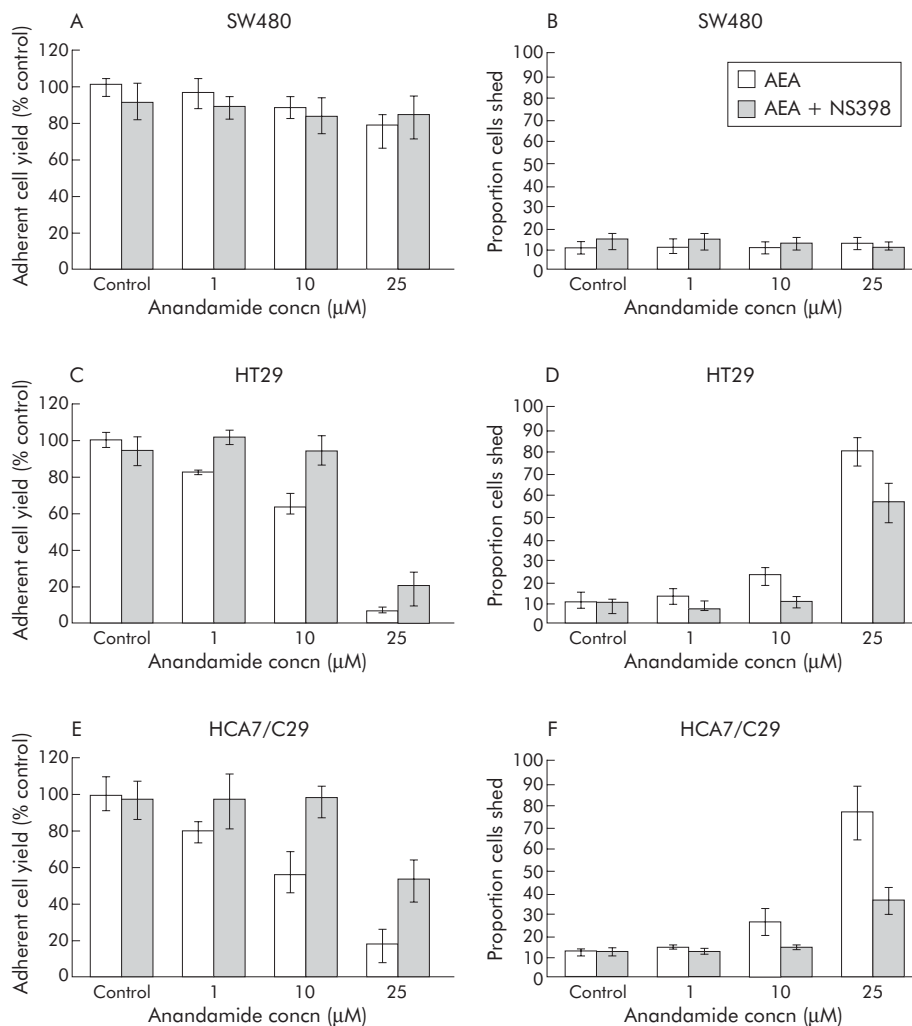 A
SW480
Adherent cell yield (% control)
120
100
80
60
40
20
0
Control 1 10 25
Anandamide concn (µM)
B
SW480
Proportion cells shed
100
90
80
70
60
50
40
30
20
10
0
AEA
AEA + NS398
Control 1 10 25
Anandamide concn (µM)
C
HT29
Adherent cell yield (% control)
120
100
80
60
40
20
0
Control 1 10 25
Anandamide concn (µM)
D
HT29
Proportion cells shed
100
90
80
70
60
50
40
30
20
10
0
Control 1 10 25
Anandamide concn (µM)
E
HCA7/C29
Adherent cell yield (% control)
120
100
80
60
40
20
0
Control 1 10 25
Anandamide concn (µM)
F
HCA7/C29
Proportion cells shed
100
90
80
70
60
50
40
30
20
10
0
Control 1 10 25
Anandamide concn (µM)